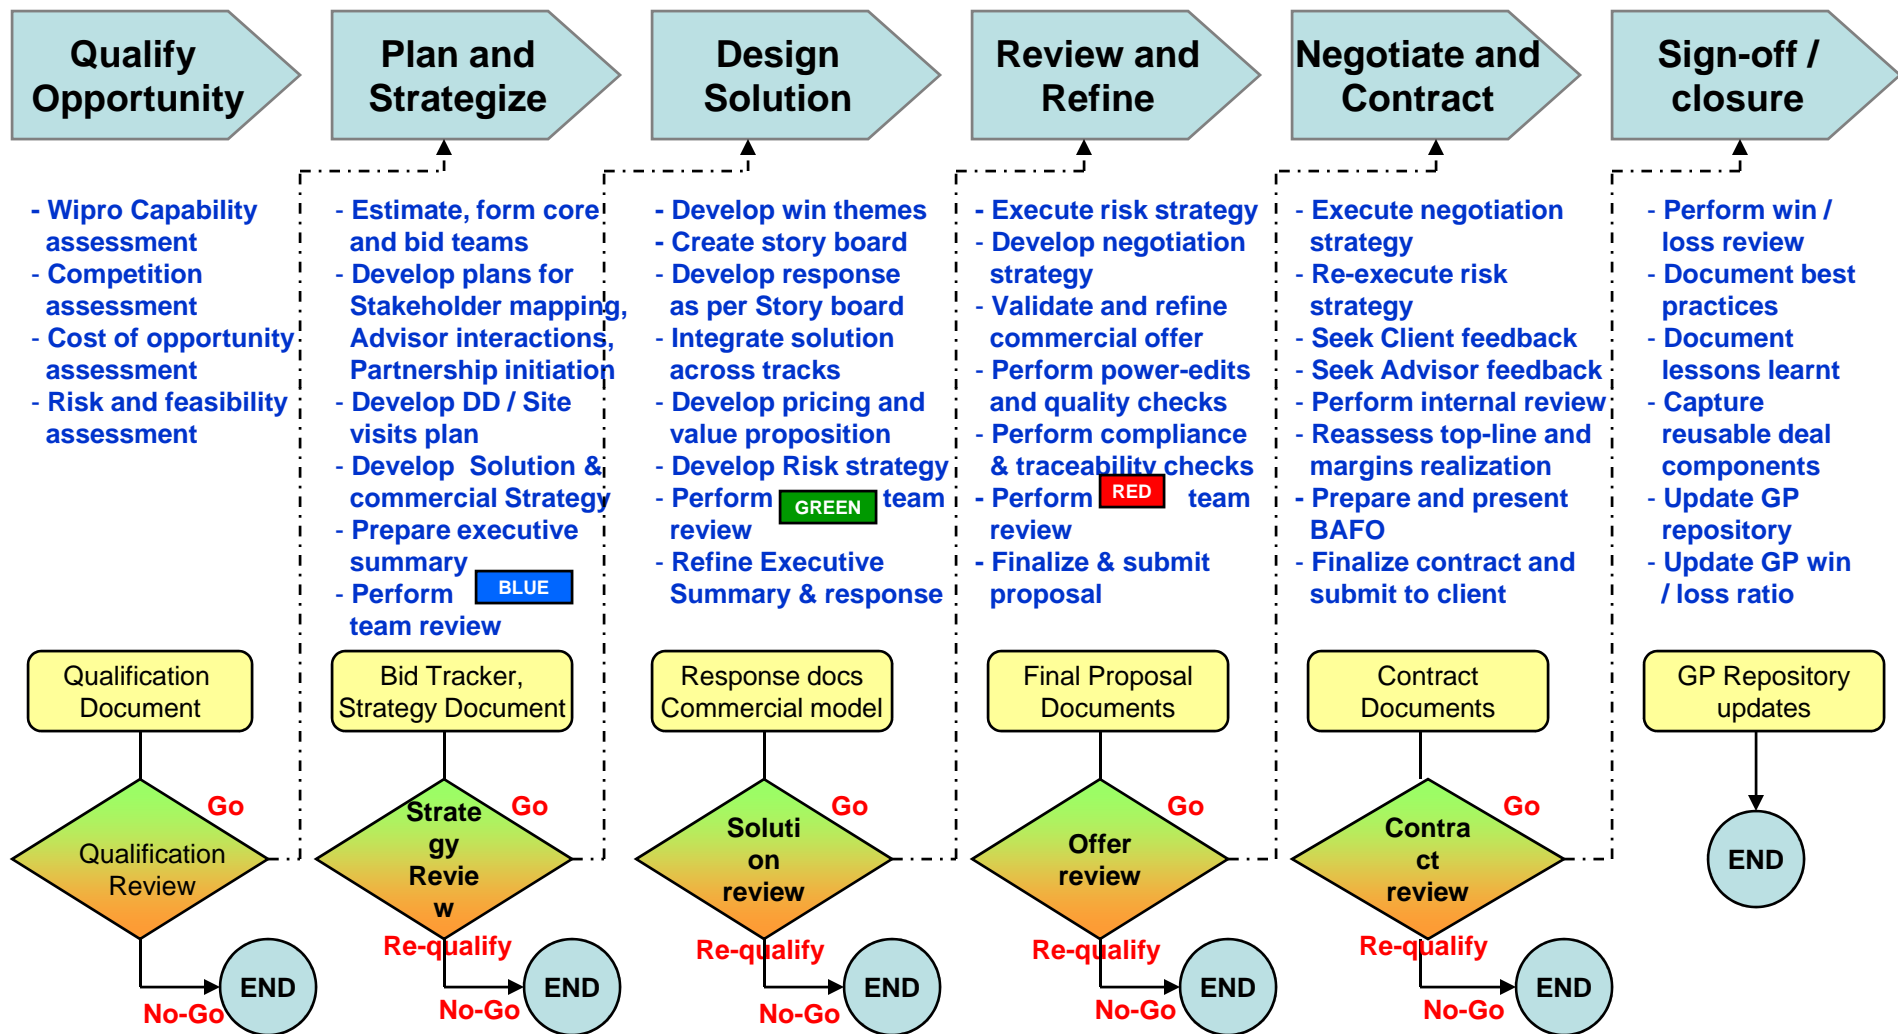 Qualify
Opportunity
Plan and
Strategize
Design
Solution
Review and
Refine
Negotiate and
Contract
Sign-off /
closure
- Wipro Capability
assessment
- Competition
assessment
- Cost of opportunity
assessment
- Risk and feasibility
assessment
- Estimate, form core
and bid teams
- Develop plans for
Stakeholder mapping,
Advisor interactions,
Partnership initiation
- Develop DD / Site
visits plan
- Develop Solution &
commercial Strategy
- Prepare executive
summary
- Perform BLUE
team review
- Develop win themes
- Create story board
- Develop response
as per Story board
- Integrate solution
across tracks
- Develop pricing and
value proposition
- Develop Risk strategy
- Perform GREEN team
review
- Refine Executive
Summary & response
- Execute risk strategy
- Develop negotiation
strategy
- Validate and refine
commercial offer
- Perform power-edits
and quality checks
- Perform compliance
& traceability checks
- Perform RED team
review
- Finalize & submit
proposal
- Execute negotiation
strategy
- Re-execute risk
strategy
- Seek Client feedback
- Seek Advisor feedback
- Perform internal review
- Reassess top-line and
margins realization
- Prepare and present
BAFO
- Finalize contract and
submit to client
- Perform win /
loss review
- Document best
practices
- Document
lessons learnt
- Capture
reusable deal
components
- Update GP
repository
- Update GP win
/ loss ratio
Qualification
Document
Bid Tracker,
Strategy Document
Response docs
Commercial model
Final Proposal
Documents
Contract
Documents
GP Repository
updates
Go
Qualification
Review
No-Go
END
Go
Strate
gy
Revie
w
Re-qualify
No-Go
END
Go
Soluti
on
review
Re-qualify
No-Go
END
Go
Offer
review
Re-qualify
No-Go
END
Go
Contra
ct
review
Re-qualify
No-Go
END
END